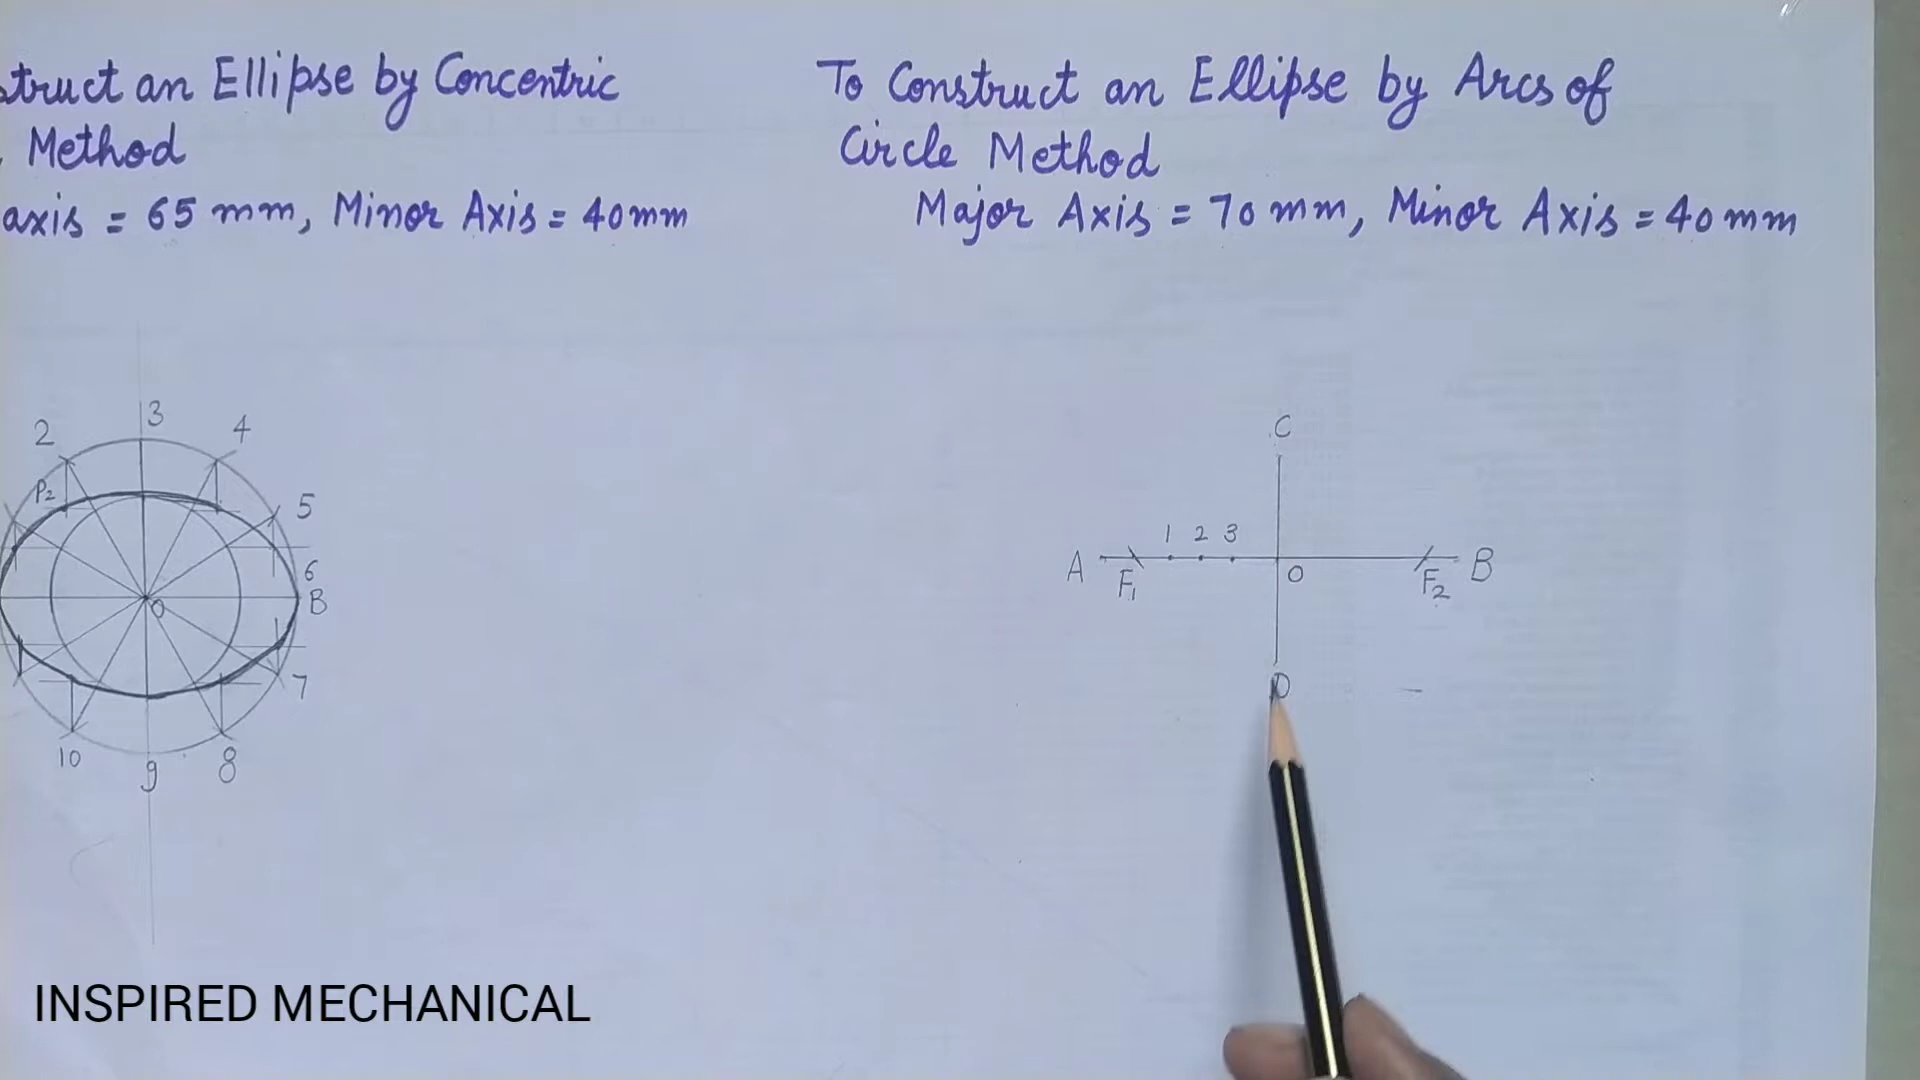 struct an Ellipse by Concentric
Method
axis = 65 mm, Minor Axis = 40mm
To Construct an Ellipse by Arcs of
Circle Method
Major Axis = 70 mm, Minor Axis = 40 mm
3
2
4
P2
5
6
O
B
7
10
9
8
C
1 2 3
A
F1
O
F2
B
D
INSPIRED MECHANICAL